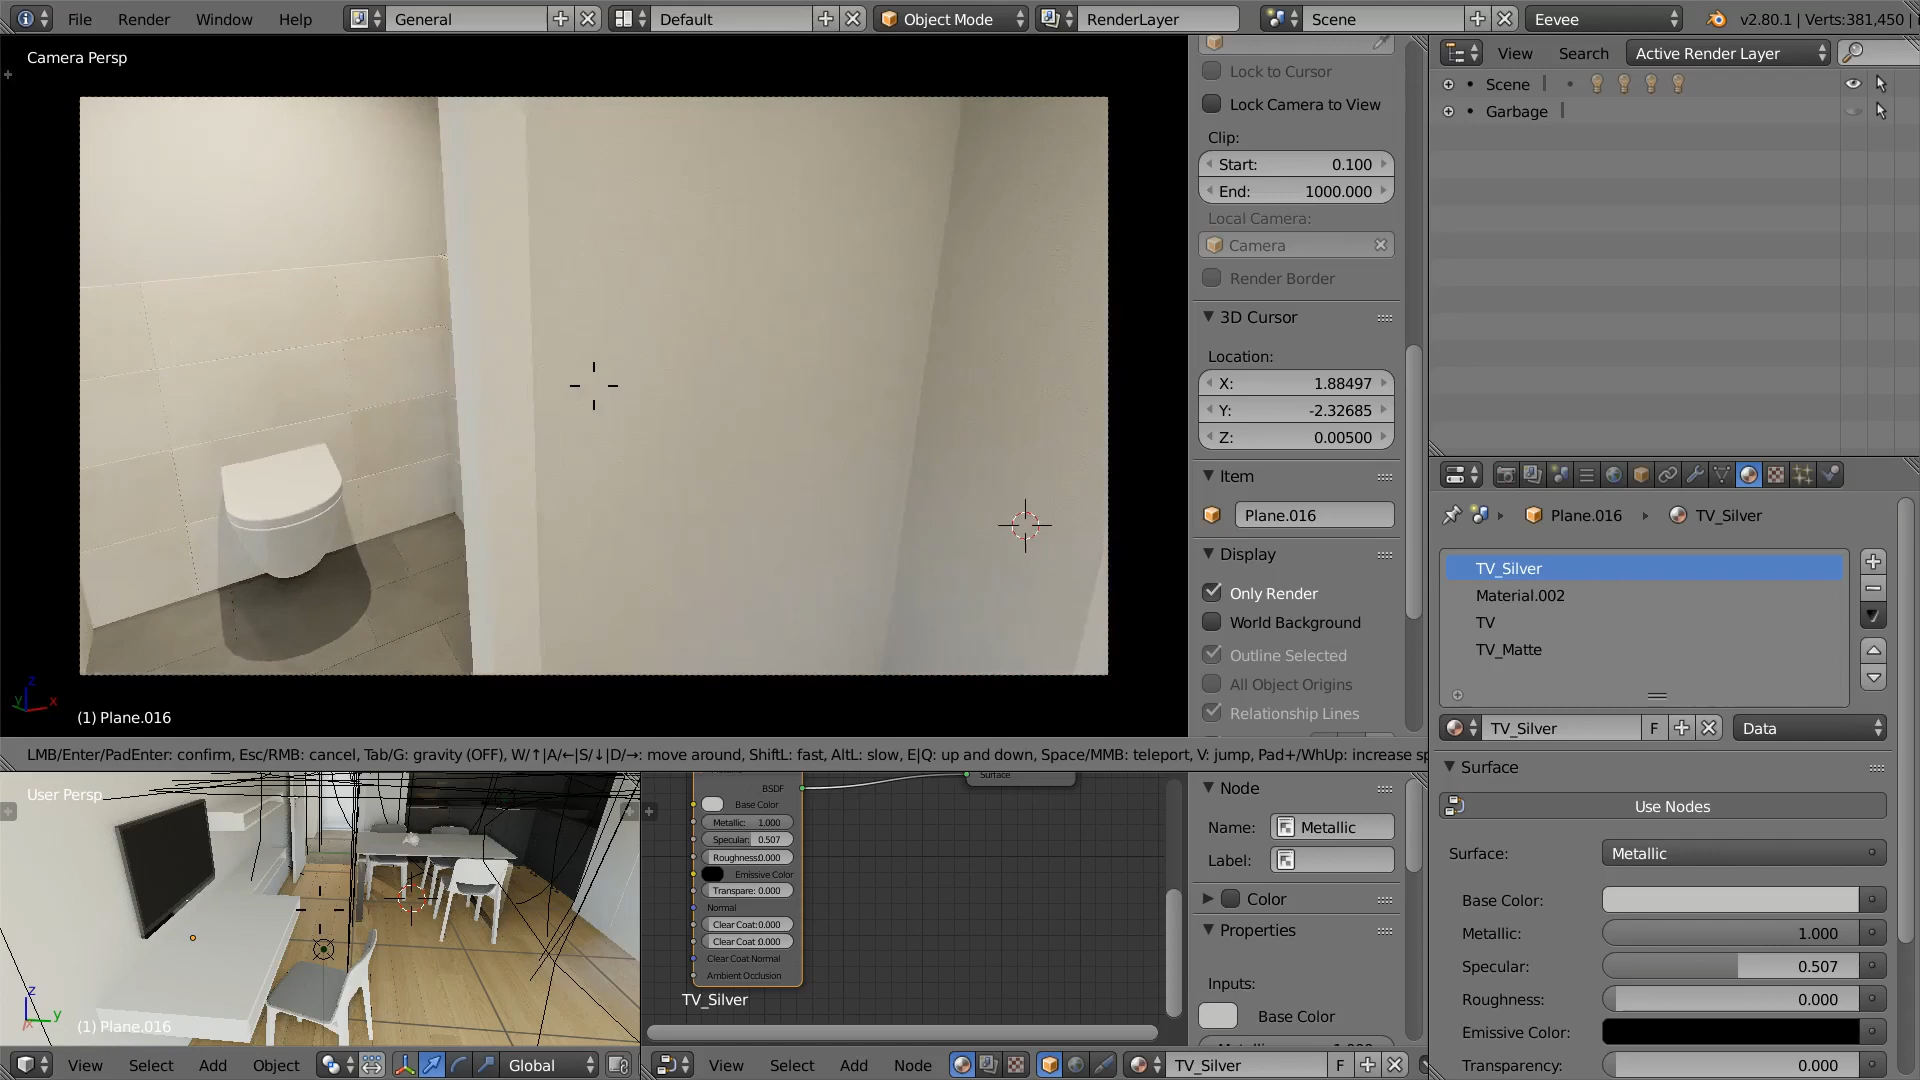 File Render Window Help General Default Object Mode RenderLayer Scene Eevee v2.80.1 | Verts:381,450 |
Camera Persp
(1) Plane.016
Lock to Cursor
Lock Camera to View
Clip:
Start: 0.100
End: 1000.000
Local Camera:
Camera
Render Border
3D Cursor
Location:
X: 1.88497
Y: -2.32685
Z: 0.00500
Item
Plane.016
Display
Only Render
World Background
Outline Selected
All Object Origins
Relationship Lines
View Search Active Render Layer
Scene
Garbage
Plane.016 TV_Silver
TV_Silver
Material.002
TV
TV_Matte
TV_Silver F Data
Surface
Use Nodes
Surface: Metallic
Base Color:
Metallic: 1.000
Specular: 0.507
Roughness: 0.000
Emissive Color:
Transparency: 0.000
LMB/Enter/PadEnter: confirm, Esc/RMB: cancel, Tab/G: gravity (OFF), W/↑|A/←|S/↓|D/→: move around, ShiftL: fast, AltL: slow, E|Q: up and down, Space/MMB: teleport, V: jump, Pad+/WhUp: increase sp
User Persp
(1) Plane.016
View Select Add Object Global
Surface
BSDF
Base Color
Metallic: 1.000
Specular: 0.507
Roughness:0.000
Emissive Color
Transpare: 0.000
Normal
Clear Coat:0.000
Clear Coat 0.000
Clear Coat Normal
Ambient Occlusion
TV_Silver
Node
Name: Metallic
Label:
Color
Properties
Inputs:
Base Color
View Select Add Node TV_Silver F